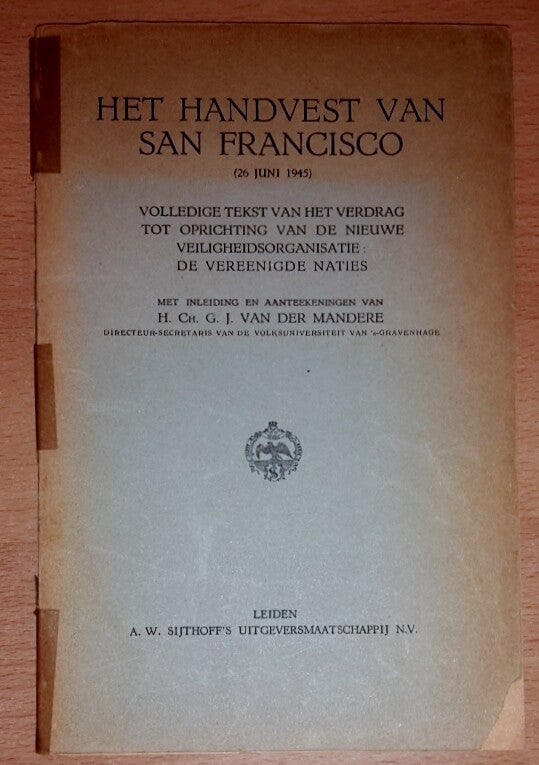 HET HANDVEST VAN
SAN FRANCISCO
(26 JUNI 1945)
VOLLEDIGE TEKST VAN HET VERDRAG
TOT OPRICHTING VAN DE NIEUWE
VEILIGHEIDSORGANISATIE:
DE VEREENIGDE NATIES
MET INLEIDING EN AANTEEKENINGEN VAN
H. CH. G. J. VAN DER MANDERE
DIRECTEUR-SECRETARIS VAN DE VOLKSUNIVERSITEIT VAN 's-GRAVENHAGE
LEIDEN
A. W. SIJTHOFF'S UITGEVERSMAATSCHAPPIJ N.V.